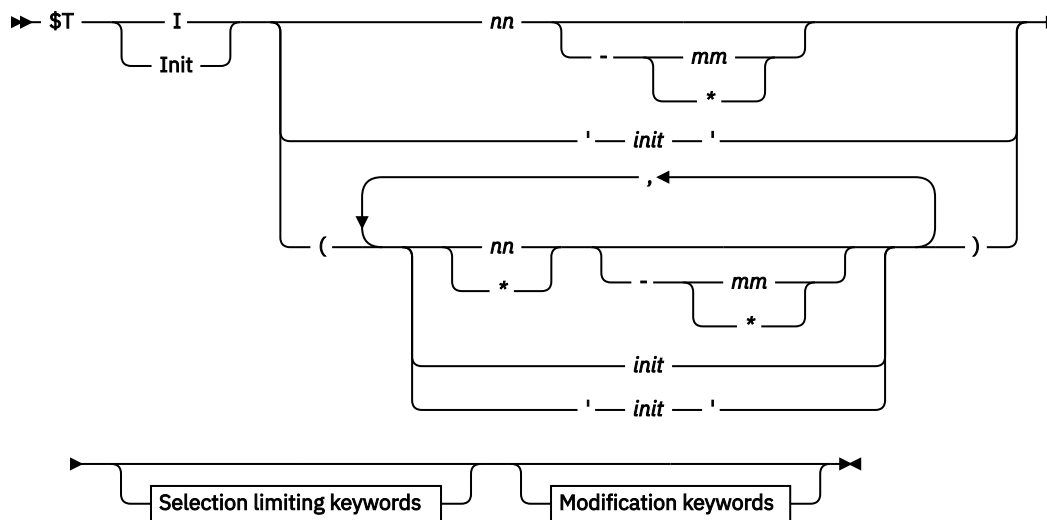 $T I nn
Init - mm
*
' init '
,
( nn )
* - mm
*
init
' init '
Selection limiting keywords Modification keywords